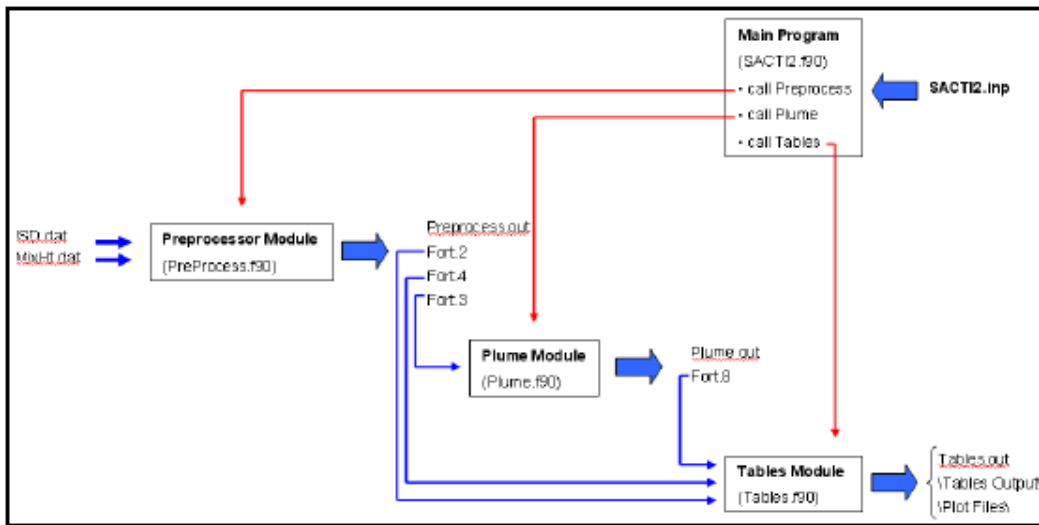 Main Program
(SACTI2.f90)
• call Preprocess
• call Plume
• call Tables
SACTI2.inp
ISD.dat
MixHt.dat
Preprocessor Module
(PreProcess.f90)
Preprocess.out
Fort.2
Fort.4
Fort.3
Plume Module
(Plume.f90)
Plume.out
Fort.8
Tables Module
(Tables.f90)
Tables.out
\Tables Output\
\Plot Files\